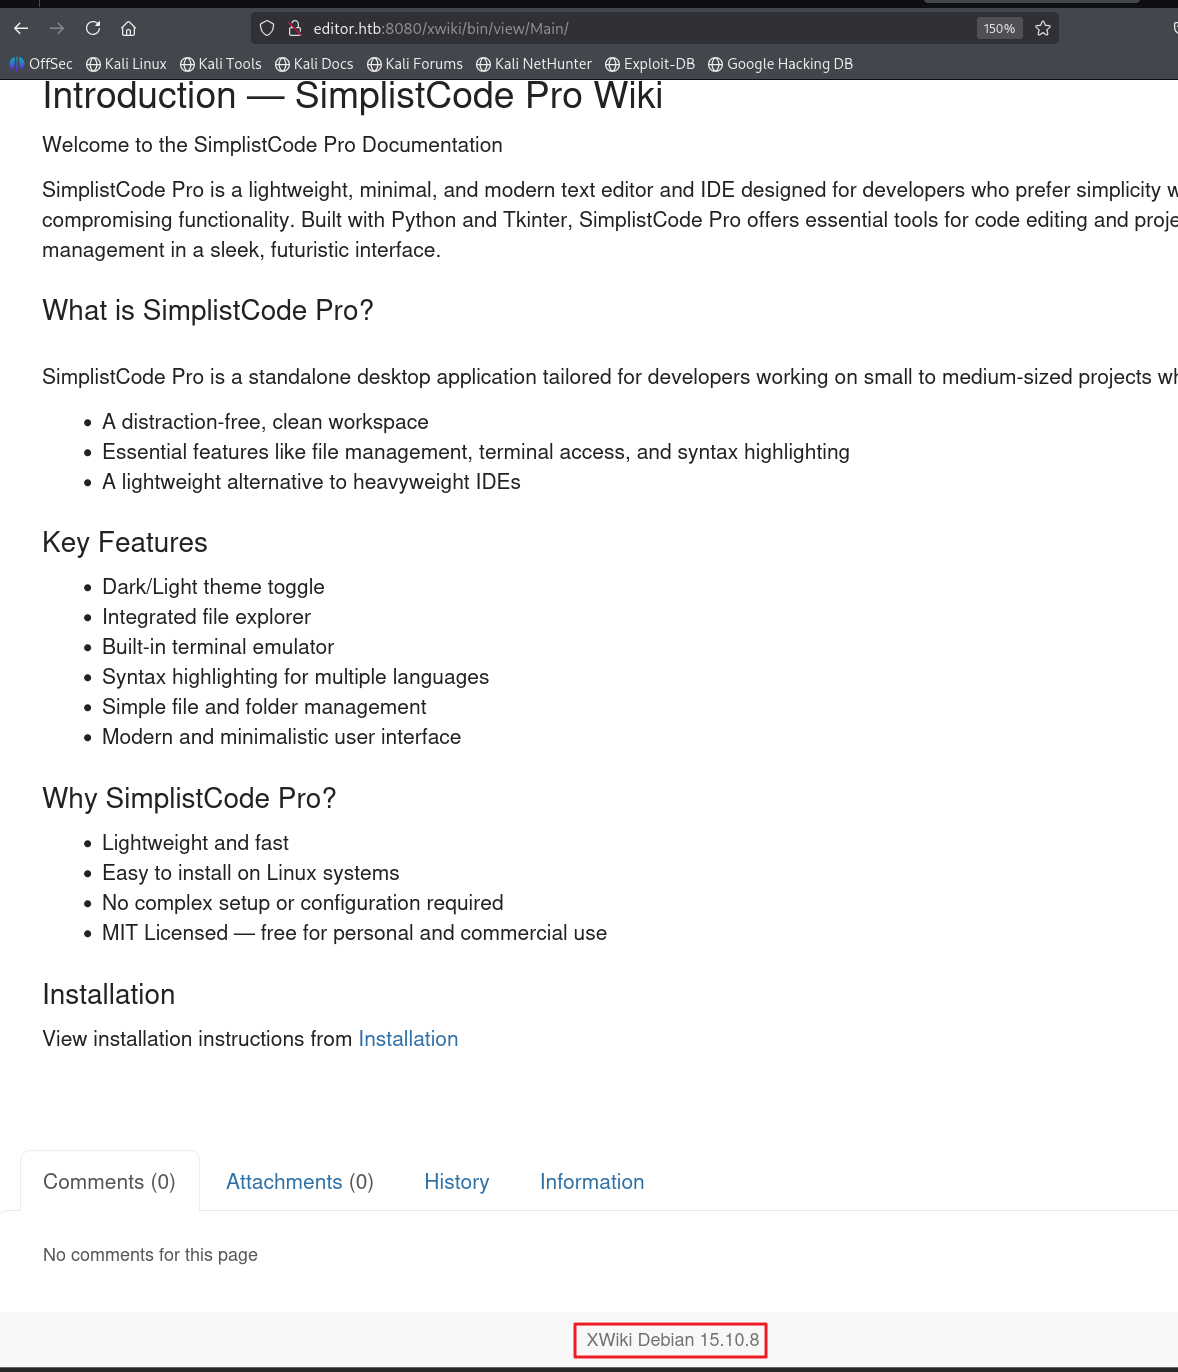 editor.htb:8080/xwiki/bin/view/Main/
150%
OffSec Kali Linux Kali Tools Kali Docs Kali Forums Kali NetHunter Exploit-DB Google Hacking DB
Introduction — SimplistCode Pro Wiki
Welcome to the SimplistCode Pro Documentation
SimplistCode Pro is a lightweight, minimal, and modern text editor and IDE designed for developers who prefer simplicity
compromising functionality. Built with Python and Tkinter, SimplistCode Pro offers essential tools for code editing and
management in a sleek, futuristic interface.
What is SimplistCode Pro?
SimplistCode Pro is a standalone desktop application tailored for developers working on small to medium-sized projects
• A distraction-free, clean workspace
• Essential features like file management, terminal access, and syntax highlighting
• A lightweight alternative to heavyweight IDEs
Key Features
• Dark/Light theme toggle
• Integrated file explorer
• Built-in terminal emulator
• Syntax highlighting for multiple languages
• Simple file and folder management
• Modern and minimalistic user interface
Why SimplistCode Pro?
• Lightweight and fast
• Easy to install on Linux systems
• No complex setup or configuration required
• MIT Licensed — free for personal and commercial use
Installation
View installation instructions from Installation
Comments (0) Attachments (0) History Information
No comments for this page
XWiki Debian 15.10.8